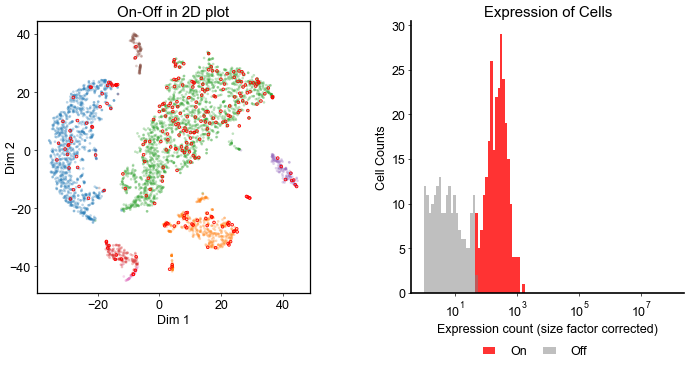 On-Off in 2D plot
40
20
0
−20
−40
Dim 2
−20
0
20
40
Dim 1
Expression of Cells
30
25
20
15
10
5
0
Cell Counts
10^1
10^3
10^5
10^7
Expression count (size factor corrected)
On
Off